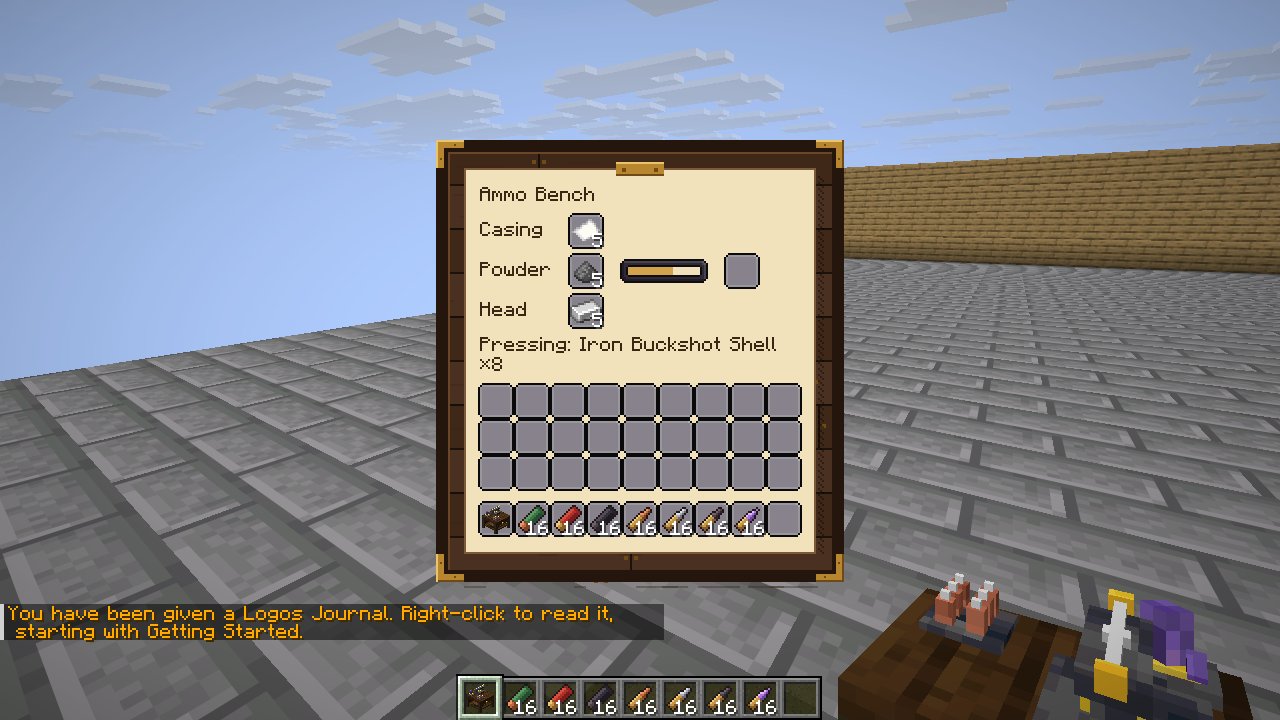 Ammo Bench
Casing 5
Powder 5
Head 5
Pressing: Iron Buckshot Shell
x8
16 16 16 16 16 16 16
You have been given a Logos Journal. Right-click to read it,
starting with Getting Started.
16 16 16 16 16 16 16